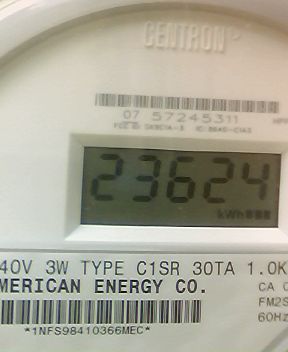 CENTRON
07 57245311
23624
kWh
40V 3W TYPE C1SR 30TA 1.0K
MERICAN ENERGY CO.
CA
FM2S
60Hz
*1NFS98410366MEC*